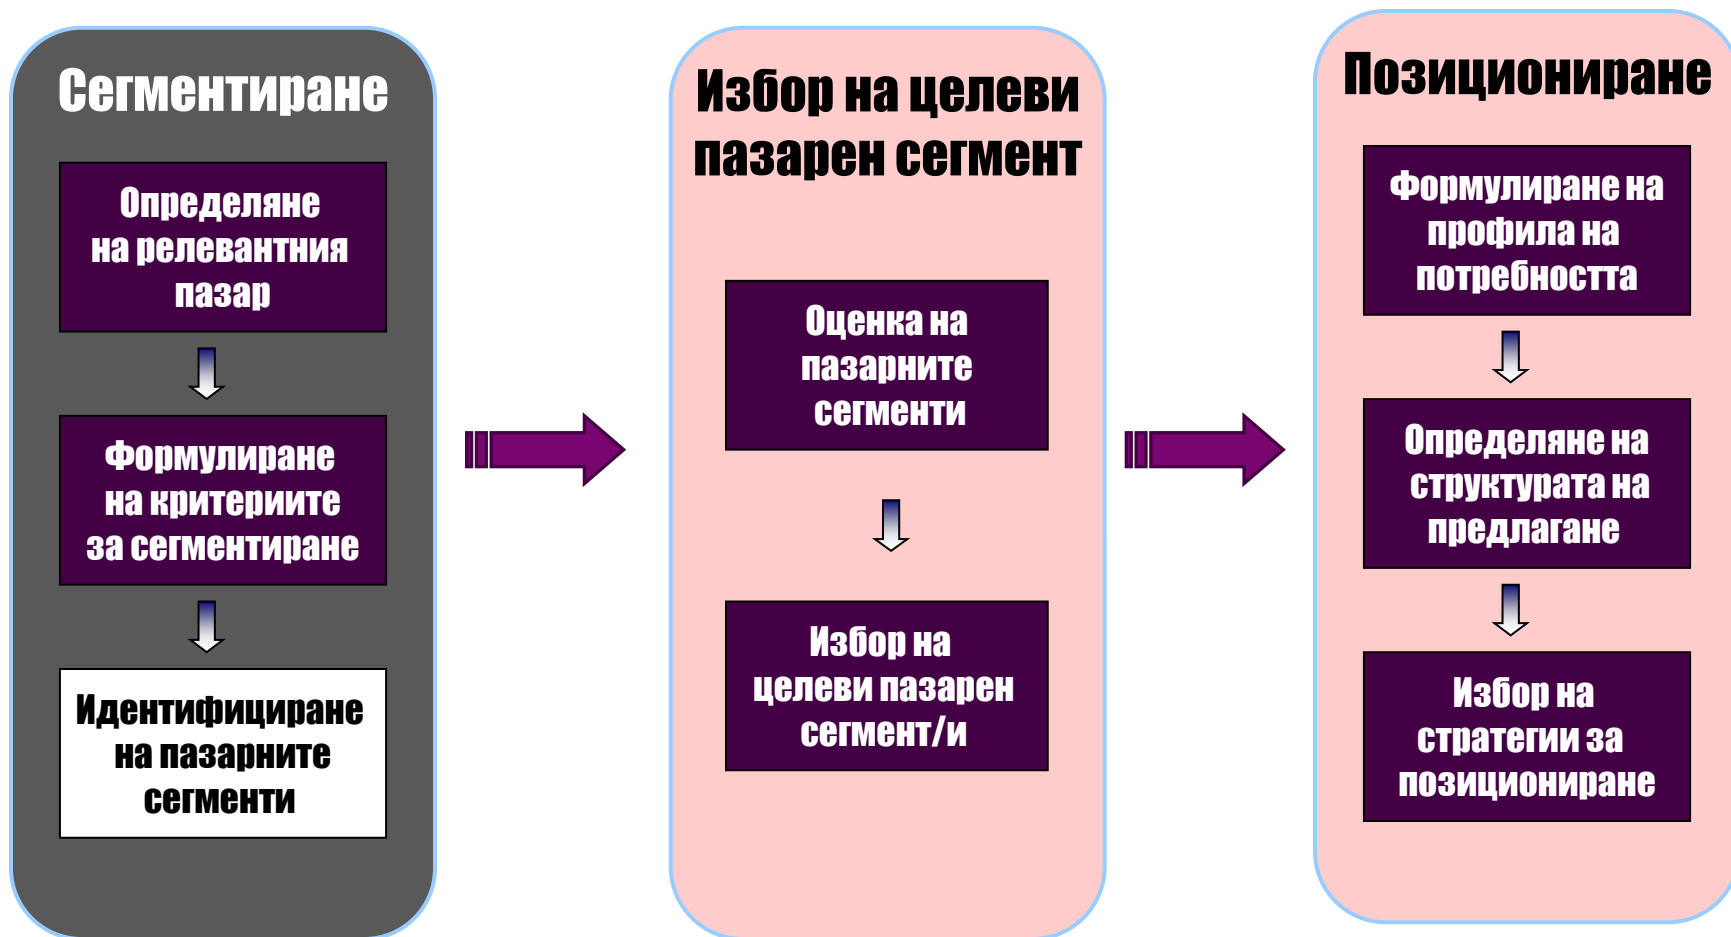 Сегментиране
Определяне
на релевантния
пазар
Формулиране
на критериите
за сегментиране
Идентифициране
на пазарните
сегменти
Избор на целеви
пазарен сегмент
Оценка на
пазарните
сегменти
Избор на
целеви пазарен
сегмент/и
Позициониране
Формулиране на
профила на
потребността
Определяне на
структурата на
предлагане
Избор на
стратегии за
позициониране